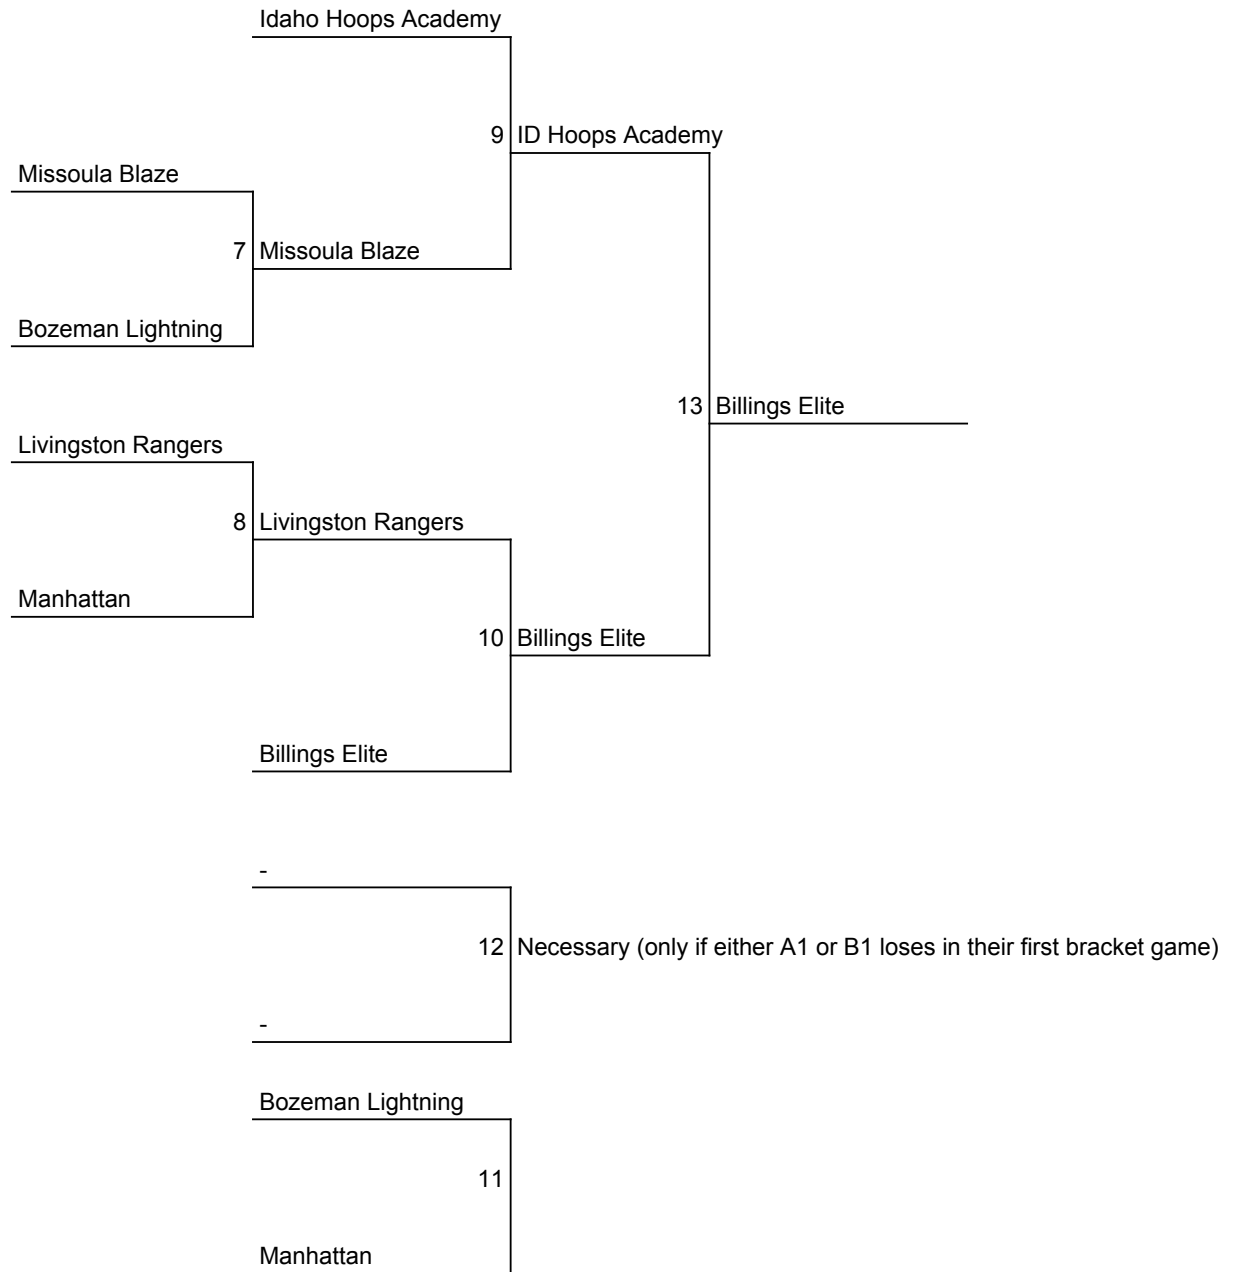 Idaho Hoops Academy
9 ID Hoops Academy
Missoula Blaze
7 Missoula Blaze
Bozeman Lightning
13 Billings Elite
Livingston Rangers
8 Livingston Rangers
Manhattan
10 Billings Elite
Billings Elite
-
12 Necessary (only if either A1 or B1 loses in their first bracket game)
-
Bozeman Lightning
11
Manhattan